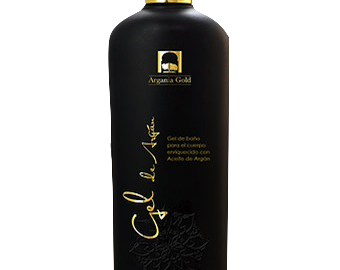 Argania Gold
Gel de Argán
Gel de baño
para el cuerpo
enriquecido con
Aceite de Argán